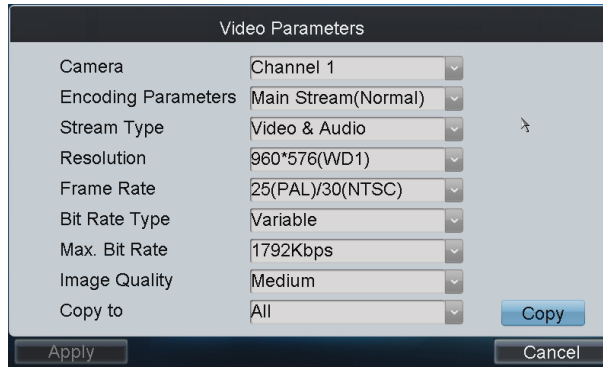 Video Parameters
Camera Channel 1
Encoding Parameters Main Stream(Normal)
Stream Type Video & Audio
Resolution 960*576(WD1)
Frame Rate 25(PAL)/30(NTSC)
Bit Rate Type Variable
Max. Bit Rate 1792Kbps
Image Quality Medium
Copy to All Copy
Apply Cancel